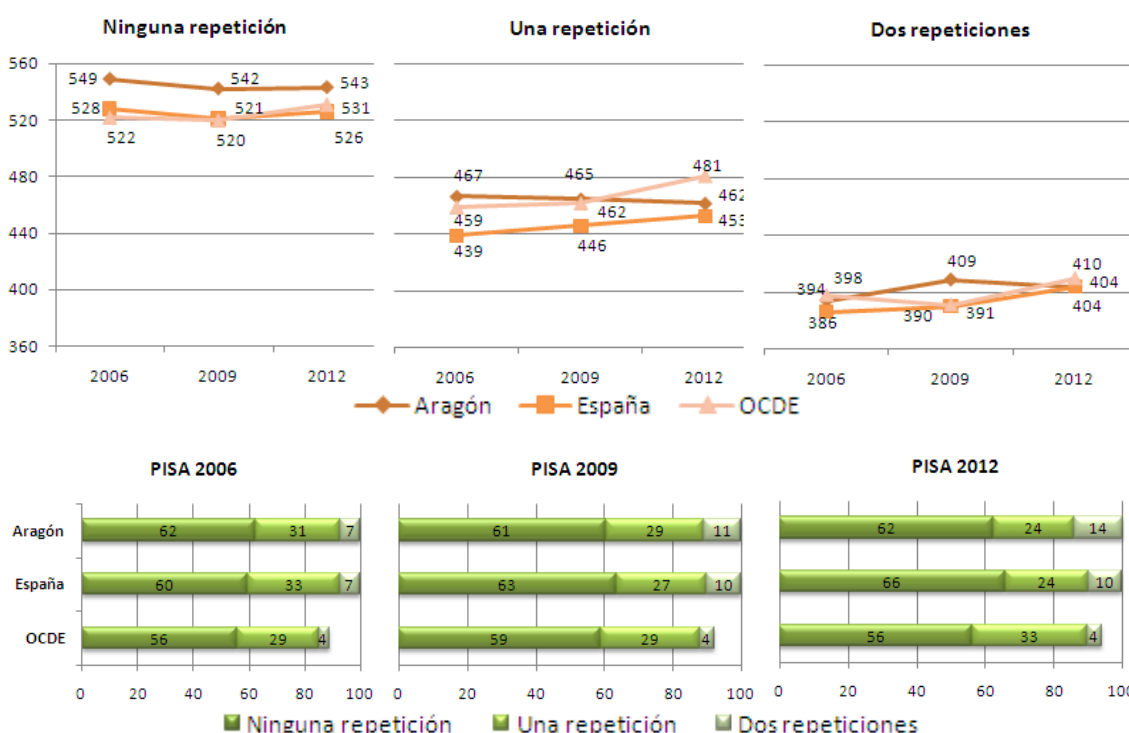 Ninguna repetición
Una repetición
Dos repeticiones
560
520
480
440
400
360
549 542 543
528 521 531
522 520 526
467 465 481
462
459 462
439 446 453
394 398 409 410
404
386 390 391 404
2006 2009 2012
2006 2009 2012
2006 2009 2012
Aragón España OCDE
PISA 2006
PISA 2009
PISA 2012
Aragón 62 31 7 61 29 11 62 24 14
España 60 33 7 63 27 10 66 24 10
OCDE 56 29 4 59 29 4 56 33 4
0 20 40 60 80 100 0 20 40 60 80 100 0 20 40 60 80 100
Ninguna repetición Una repetición Dos repeticiones